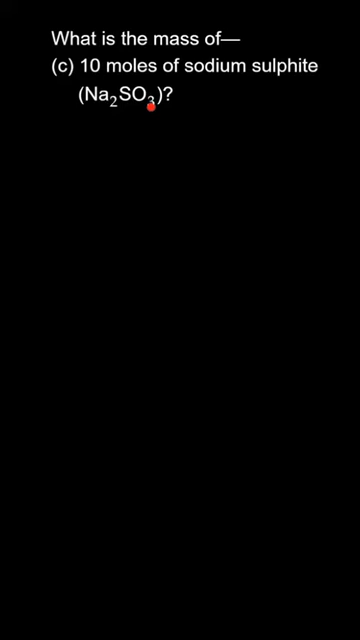 What is the mass of—
(c) 10 moles of sodium sulphite
(Na₂SO₃)?